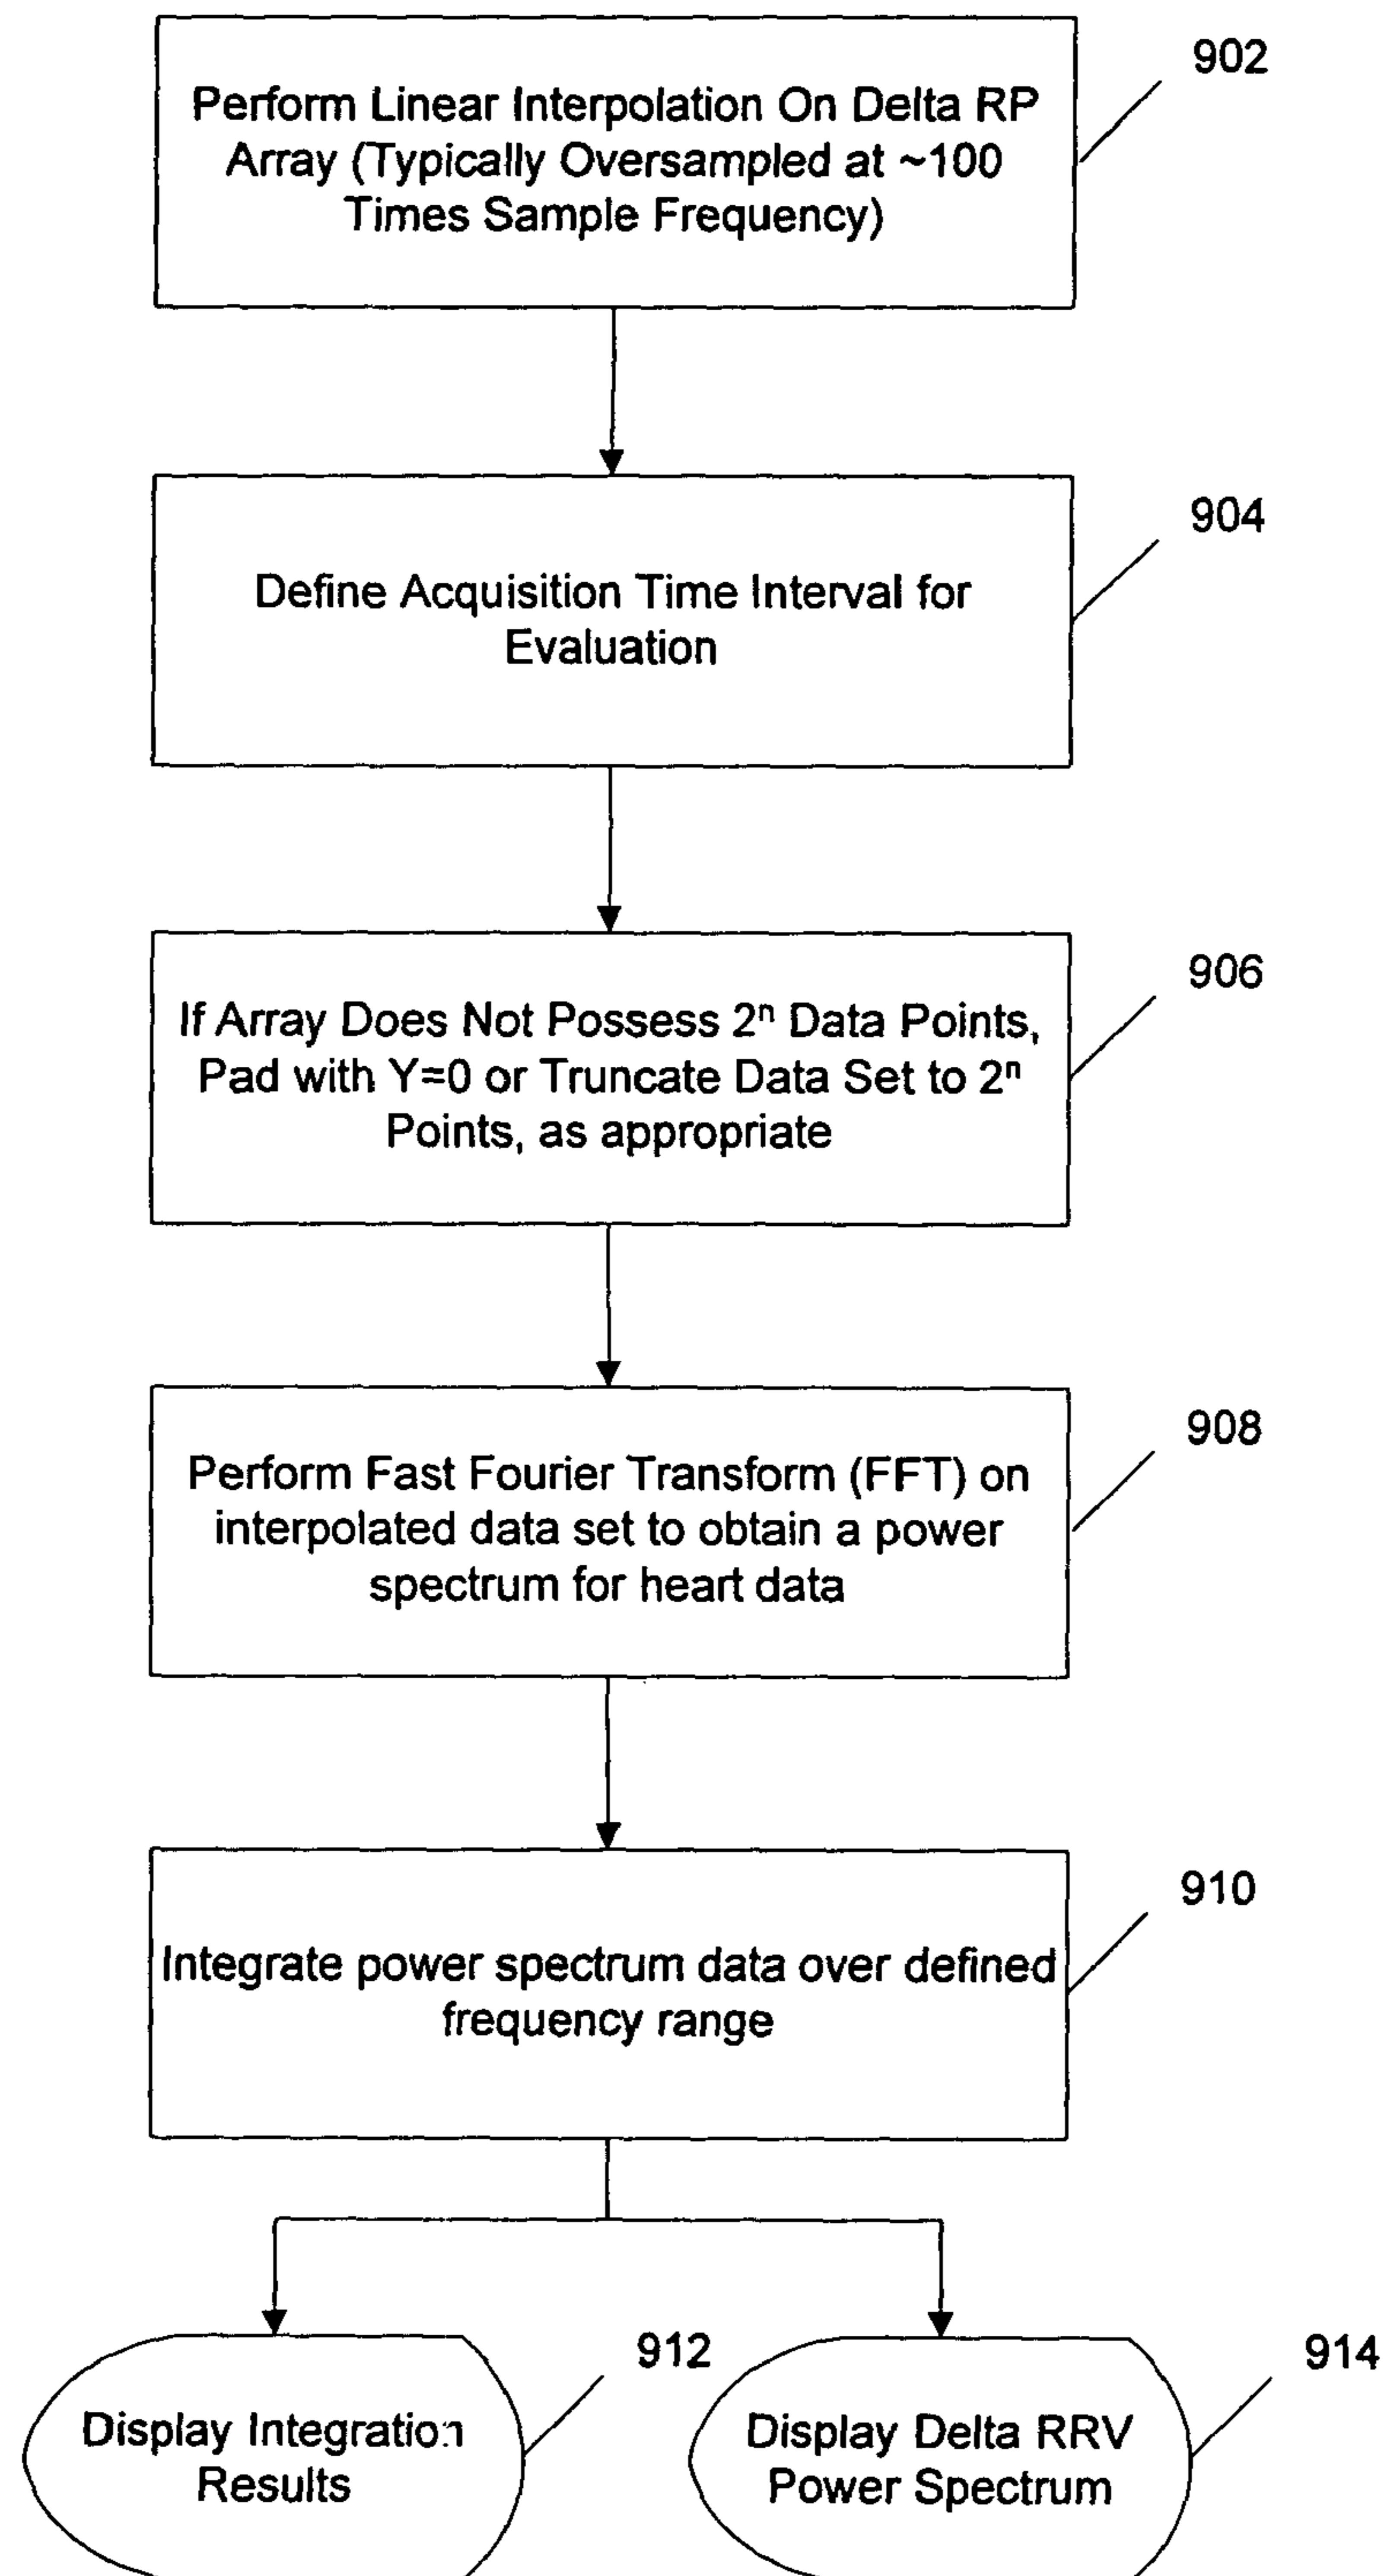 902
Perform Linear Interpolation On Delta RP
Array (Typically Oversampled at ~100
Times Sample Frequency)
904
Define Acquisition Time Interval for
Evaluation
906
If Array Does Not Possess 2ⁿ Data Points,
Pad with Y=0 or Truncate Data Set to 2ⁿ
Points, as appropriate
908
Perform Fast Fourier Transform (FFT) on
interpolated data set to obtain a power
spectrum for heart data
910
Integrate power spectrum data over defined
frequency range
912
Display Integration
Results
914
Display Delta RRV
Power Spectrum